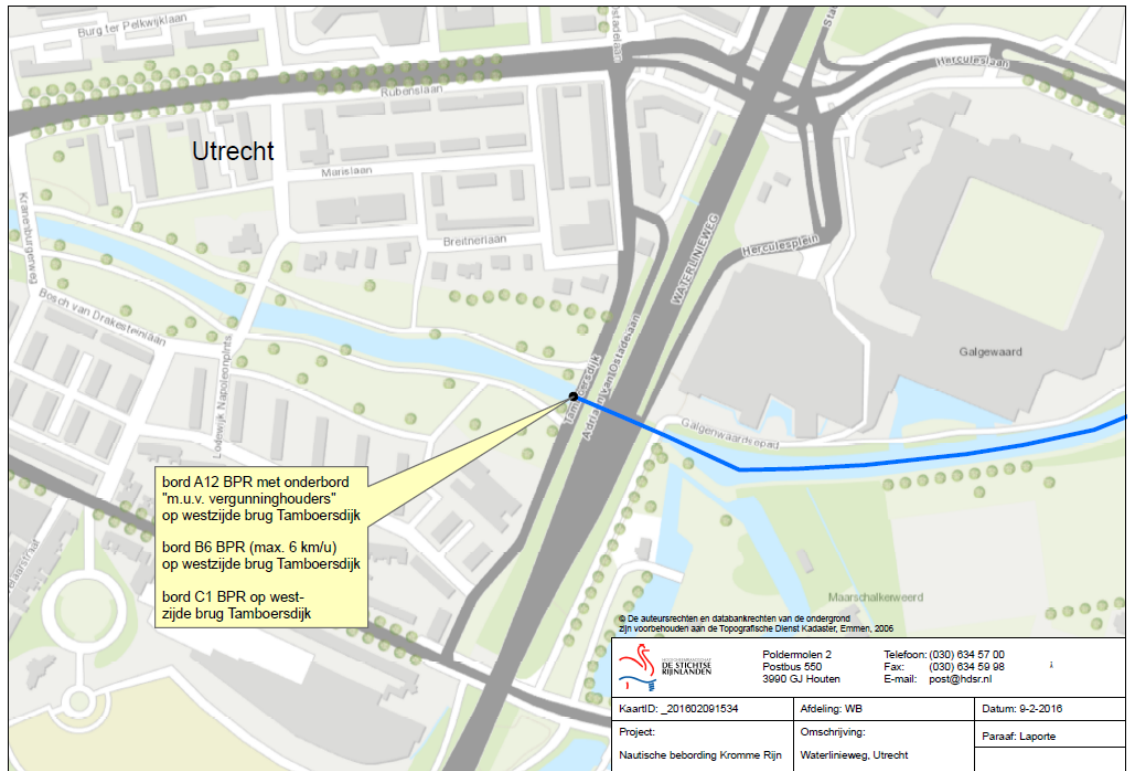 Burg ter Pelkwijklaan
Rubenslaan
Herculeslaan
Utrecht
Marislaan
Kranenburgerweg
Breitnerlaan
WATERLINIEWEG
Herculesplein
Bosch van Drakesteinlaan
Lodewijk Napoleonplnts
Galgewaard
Tamboersdijk
Adriaen van Ostadelaan
Galgenwaardsepad
bord A12 BPR met onderbord
"m.u.v. vergunninghouders"
op westzijde brug Tamboersdijk
bord B6 BPR (max. 6 km/u)
op westzijde brug Tamboersdijk
bord C1 BPR op west-
zijde brug Tamboersdijk
Maarschalkerweerd
© De auteursrechten en databankrechten van de ondergrond
zijn voorbehouden aan de Topografische Dienst Kadaster, Emmen, 2006
DE STICHTSE
RIJNLANDEN
Poldermolen 2
Postbus 550
3990 GJ Houten
Telefoon: (030) 634 57 00
Fax: (030) 634 59 98
E-mail: post@hdsr.nl
KaartID: _201602091534
Afdeling: WB
Datum: 9-2-2016
Project:
Nautische bebording Kromme Rijn
Omschrijving:
Waterlinieweg, Utrecht
Paraaf: Laporte